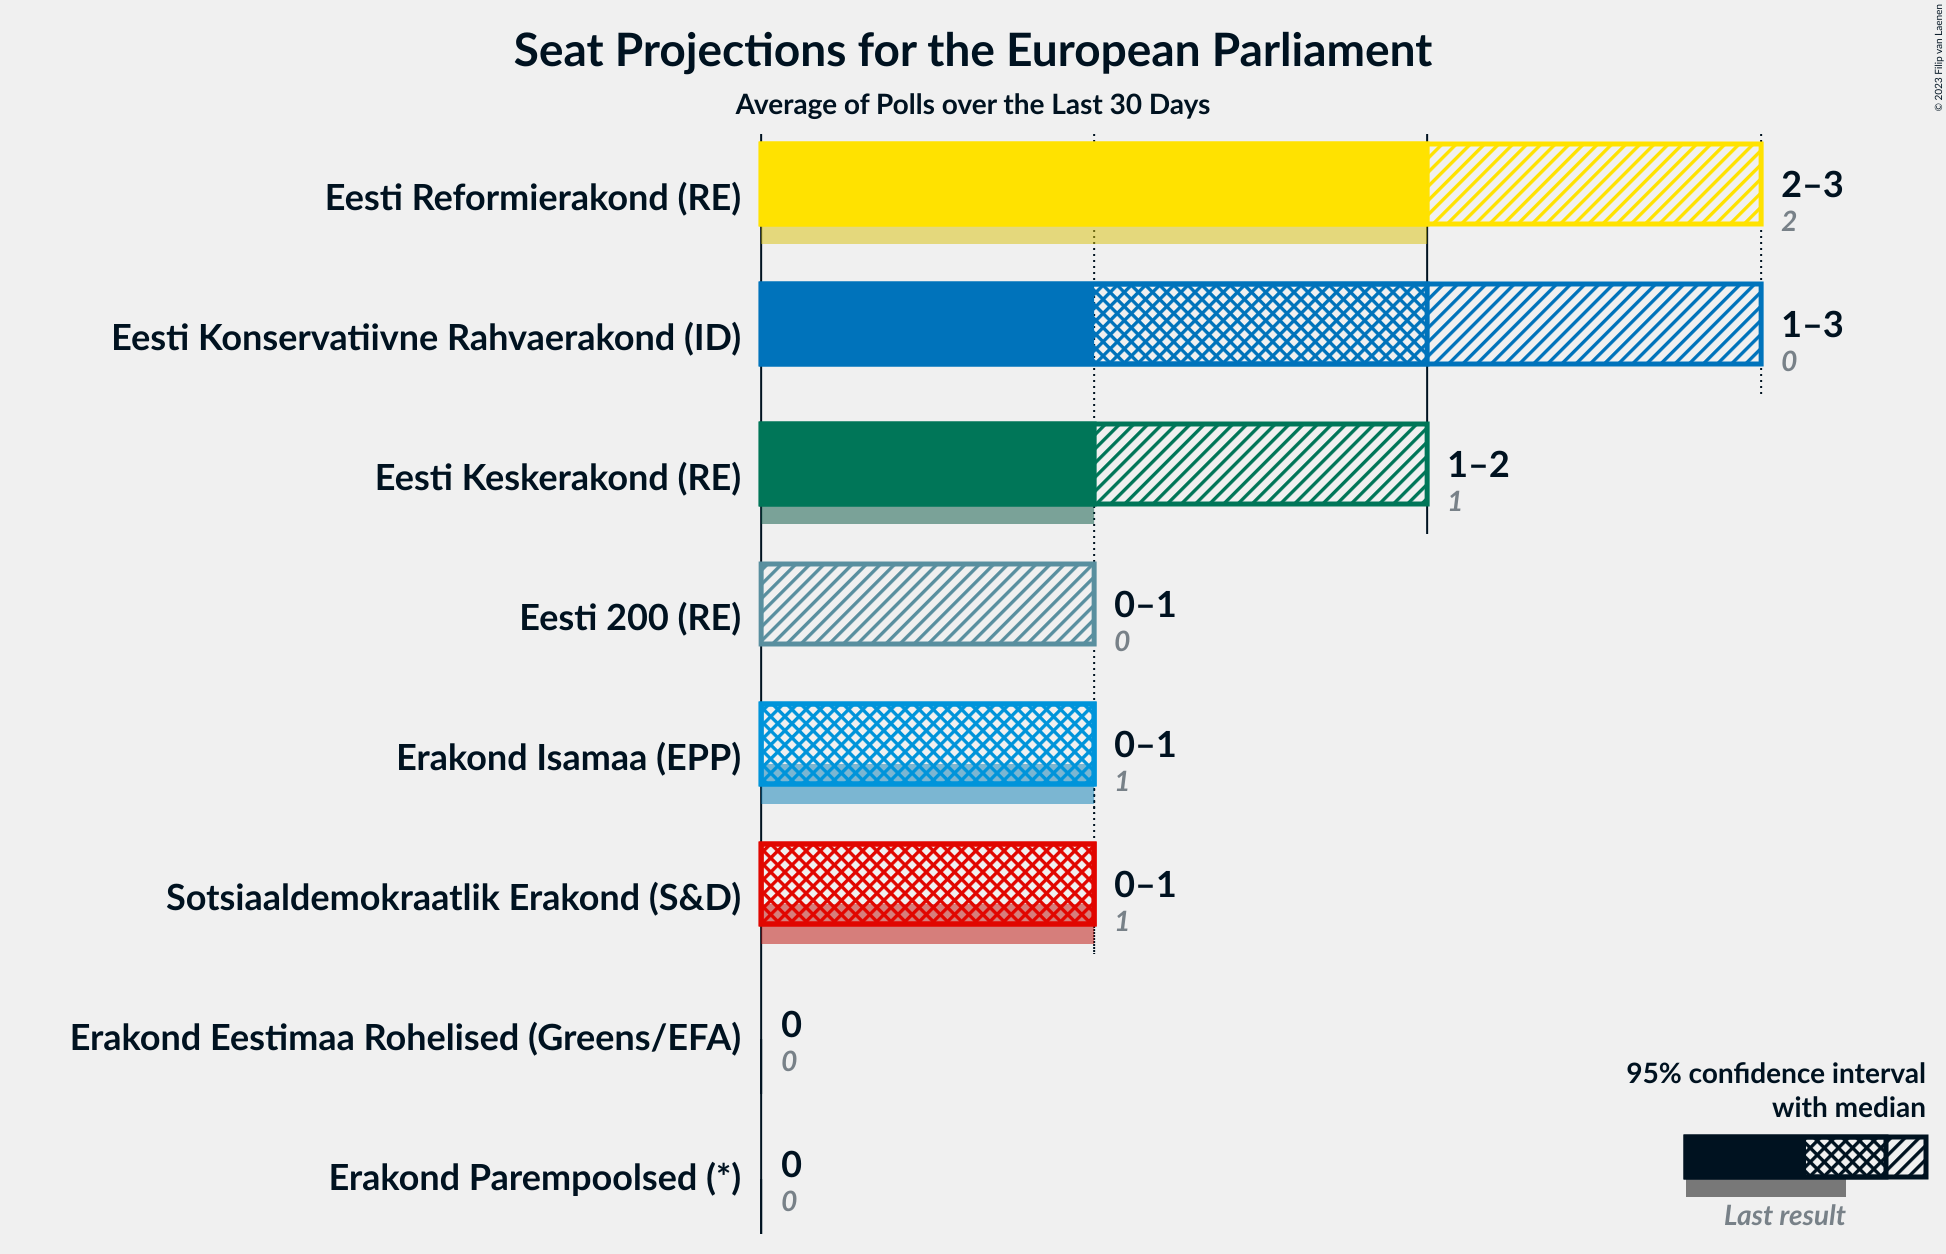 Seat Projections for the European Parliament
Average of Polls over the Last 30 Days
© 2023 Filip van Laenen
Eesti Reformierakond (RE)
2–3
2
Eesti Konservatiivne Rahvaerakond (ID)
1–3
0
Eesti Keskerakond (RE)
1–2
1
Eesti 200 (RE)
0–1
0
Erakond Isamaa (EPP)
0–1
1
Sotsiaaldemokraatlik Erakond (S&D)
0–1
1
Erakond Eestimaa Rohelised (Greens/EFA)
0
0
Erakond Parempoolsed (*)
0
0
95% confidence interval
with median
Last result